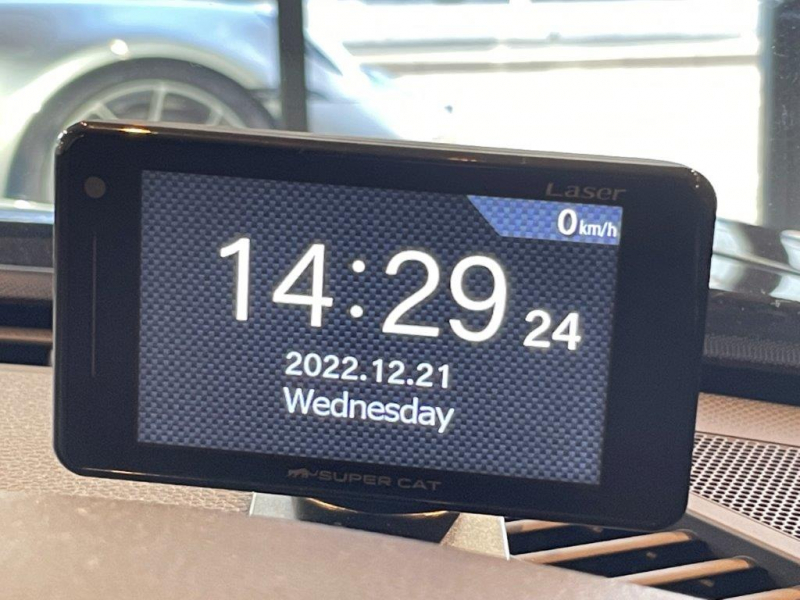 Laser
0km/h
14:29 24
2022.12.21
Wednesday
SUPER CAT